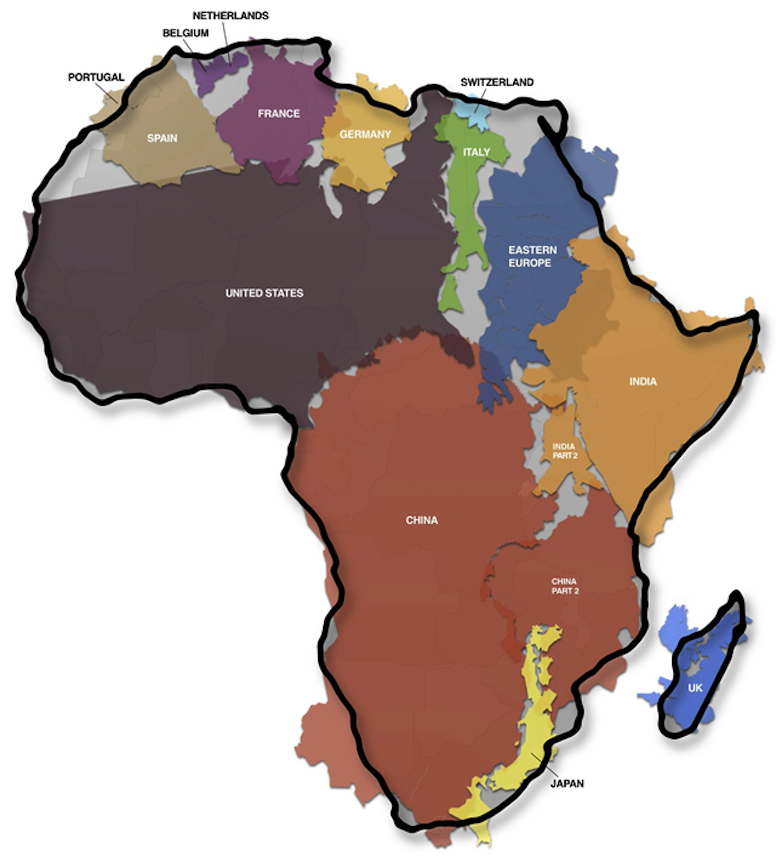 NETHERLANDS
BELGIUM
PORTUGAL
SWITZERLAND
SPAIN
FRANCE
GERMANY
ITALY
EASTERN
EUROPE
UNITED STATES
INDIA
INDIA
PART 2
CHINA
CHINA
PART 2
UK
JAPAN